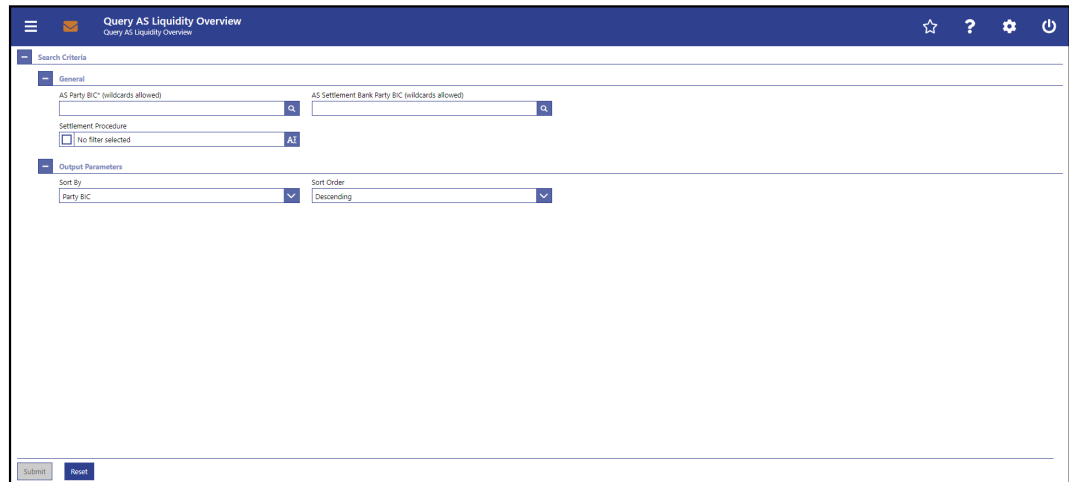 Query AS Liquidity Overview
Query AS Liquidity Overview
Search Criteria
General
AS Party BIC* (wildcards allowed) AS Settlement Bank Party BIC (wildcards allowed)
Settlement Procedure
No filter selected
Output Parameters
Sort By Sort Order
Party BIC Descending
Submit Reset